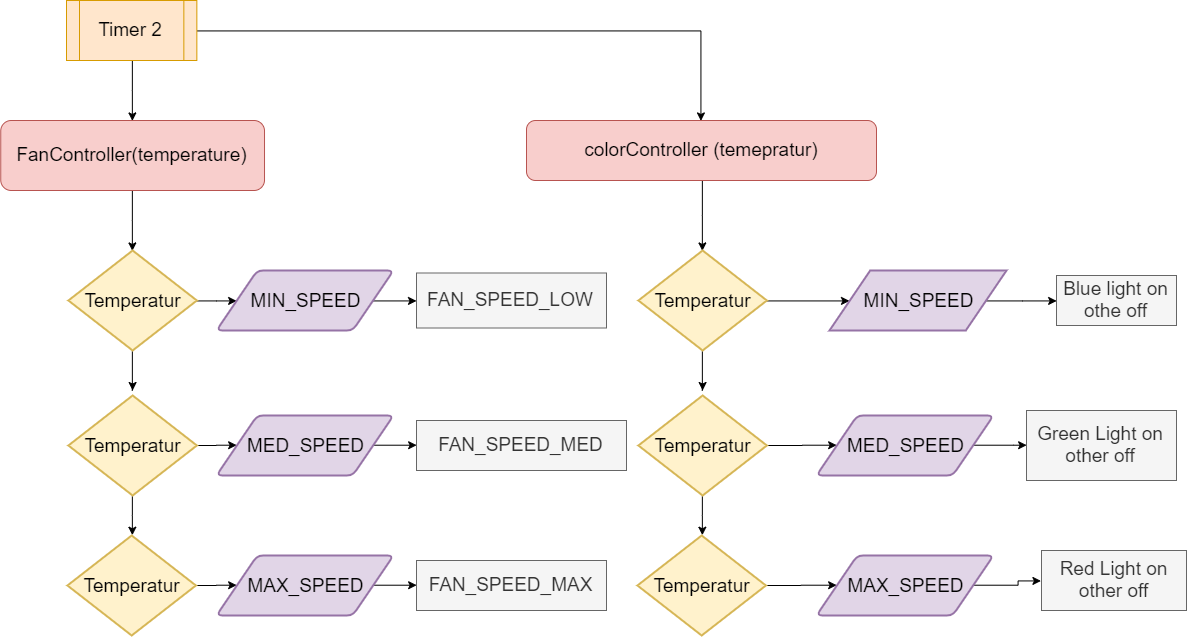 Timer 2
FanController(temperature)
colorController (temepratur)
Temperatur
MIN_SPEED
FAN_SPEED_LOW
Temperatur
MIN_SPEED
Blue light on
othe off
Temperatur
MED_SPEED
FAN_SPEED_MED
Temperatur
MED_SPEED
Green Light on
other off
Temperatur
MAX_SPEED
FAN_SPEED_MAX
Temperatur
MAX_SPEED
Red Light on
other off